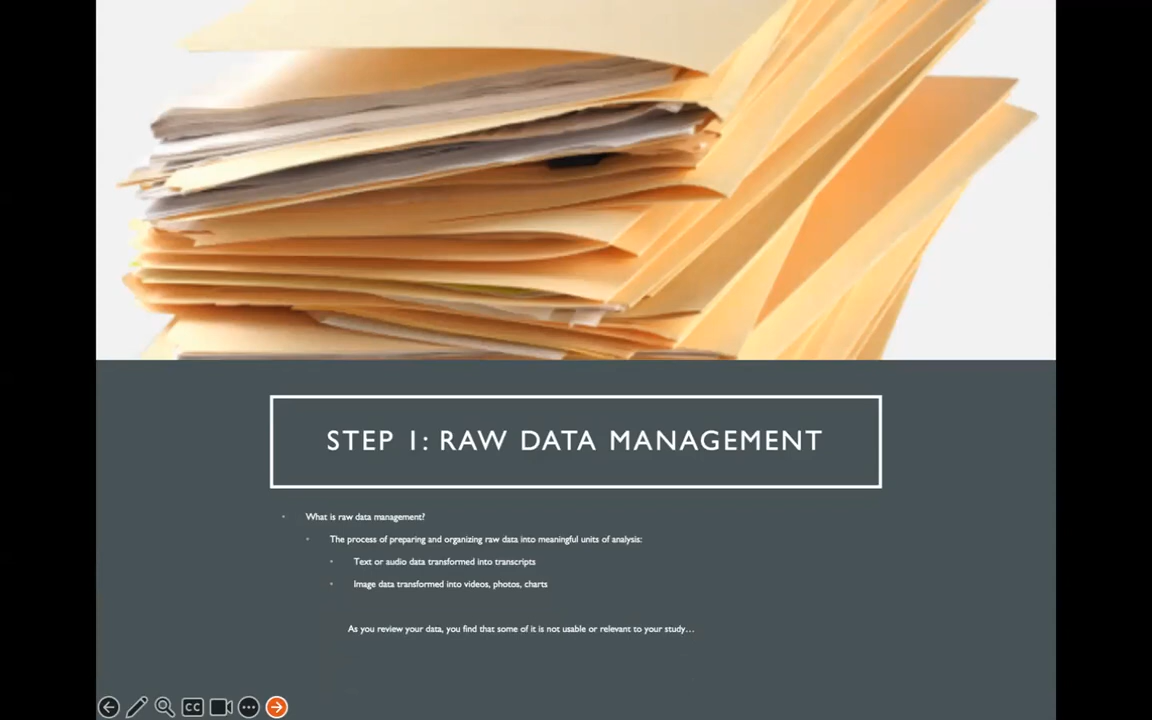 STEP 1: RAW DATA MANAGEMENT
What is raw data management?
The process of preparing and organizing raw data into meaningful units of analysis:
Text or audio data transformed into transcripts
Image data transformed into videos, photos, charts
As you review your data, you find that some of it is not usable or relevant to your study…
CC